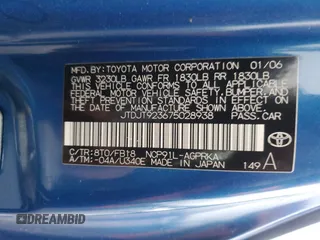 MFD. BY: TOYOTA MOTOR CORPORATION 01/06
GVWR 3230LB GAWR FR 1830LB RR 1830LB
THIS VEHICLE CONFORMS TO ALL APPLICABLE
FEDERAL MOTOR VEHICLE SAFETY, BUMPER,
AND THEFT PREVENTION STANDARDS IN EFFECT ON
THE DATE OF MANUFACTURE SHOWN ABOVE.
JTDJT923675028938 PASS.CAR
C/TR:8T0/FB18 NCP91L-AGPRKA
A/TM:-04A/U340E MADE IN JAPAN 149 A
TOYOTA
DREAMBID